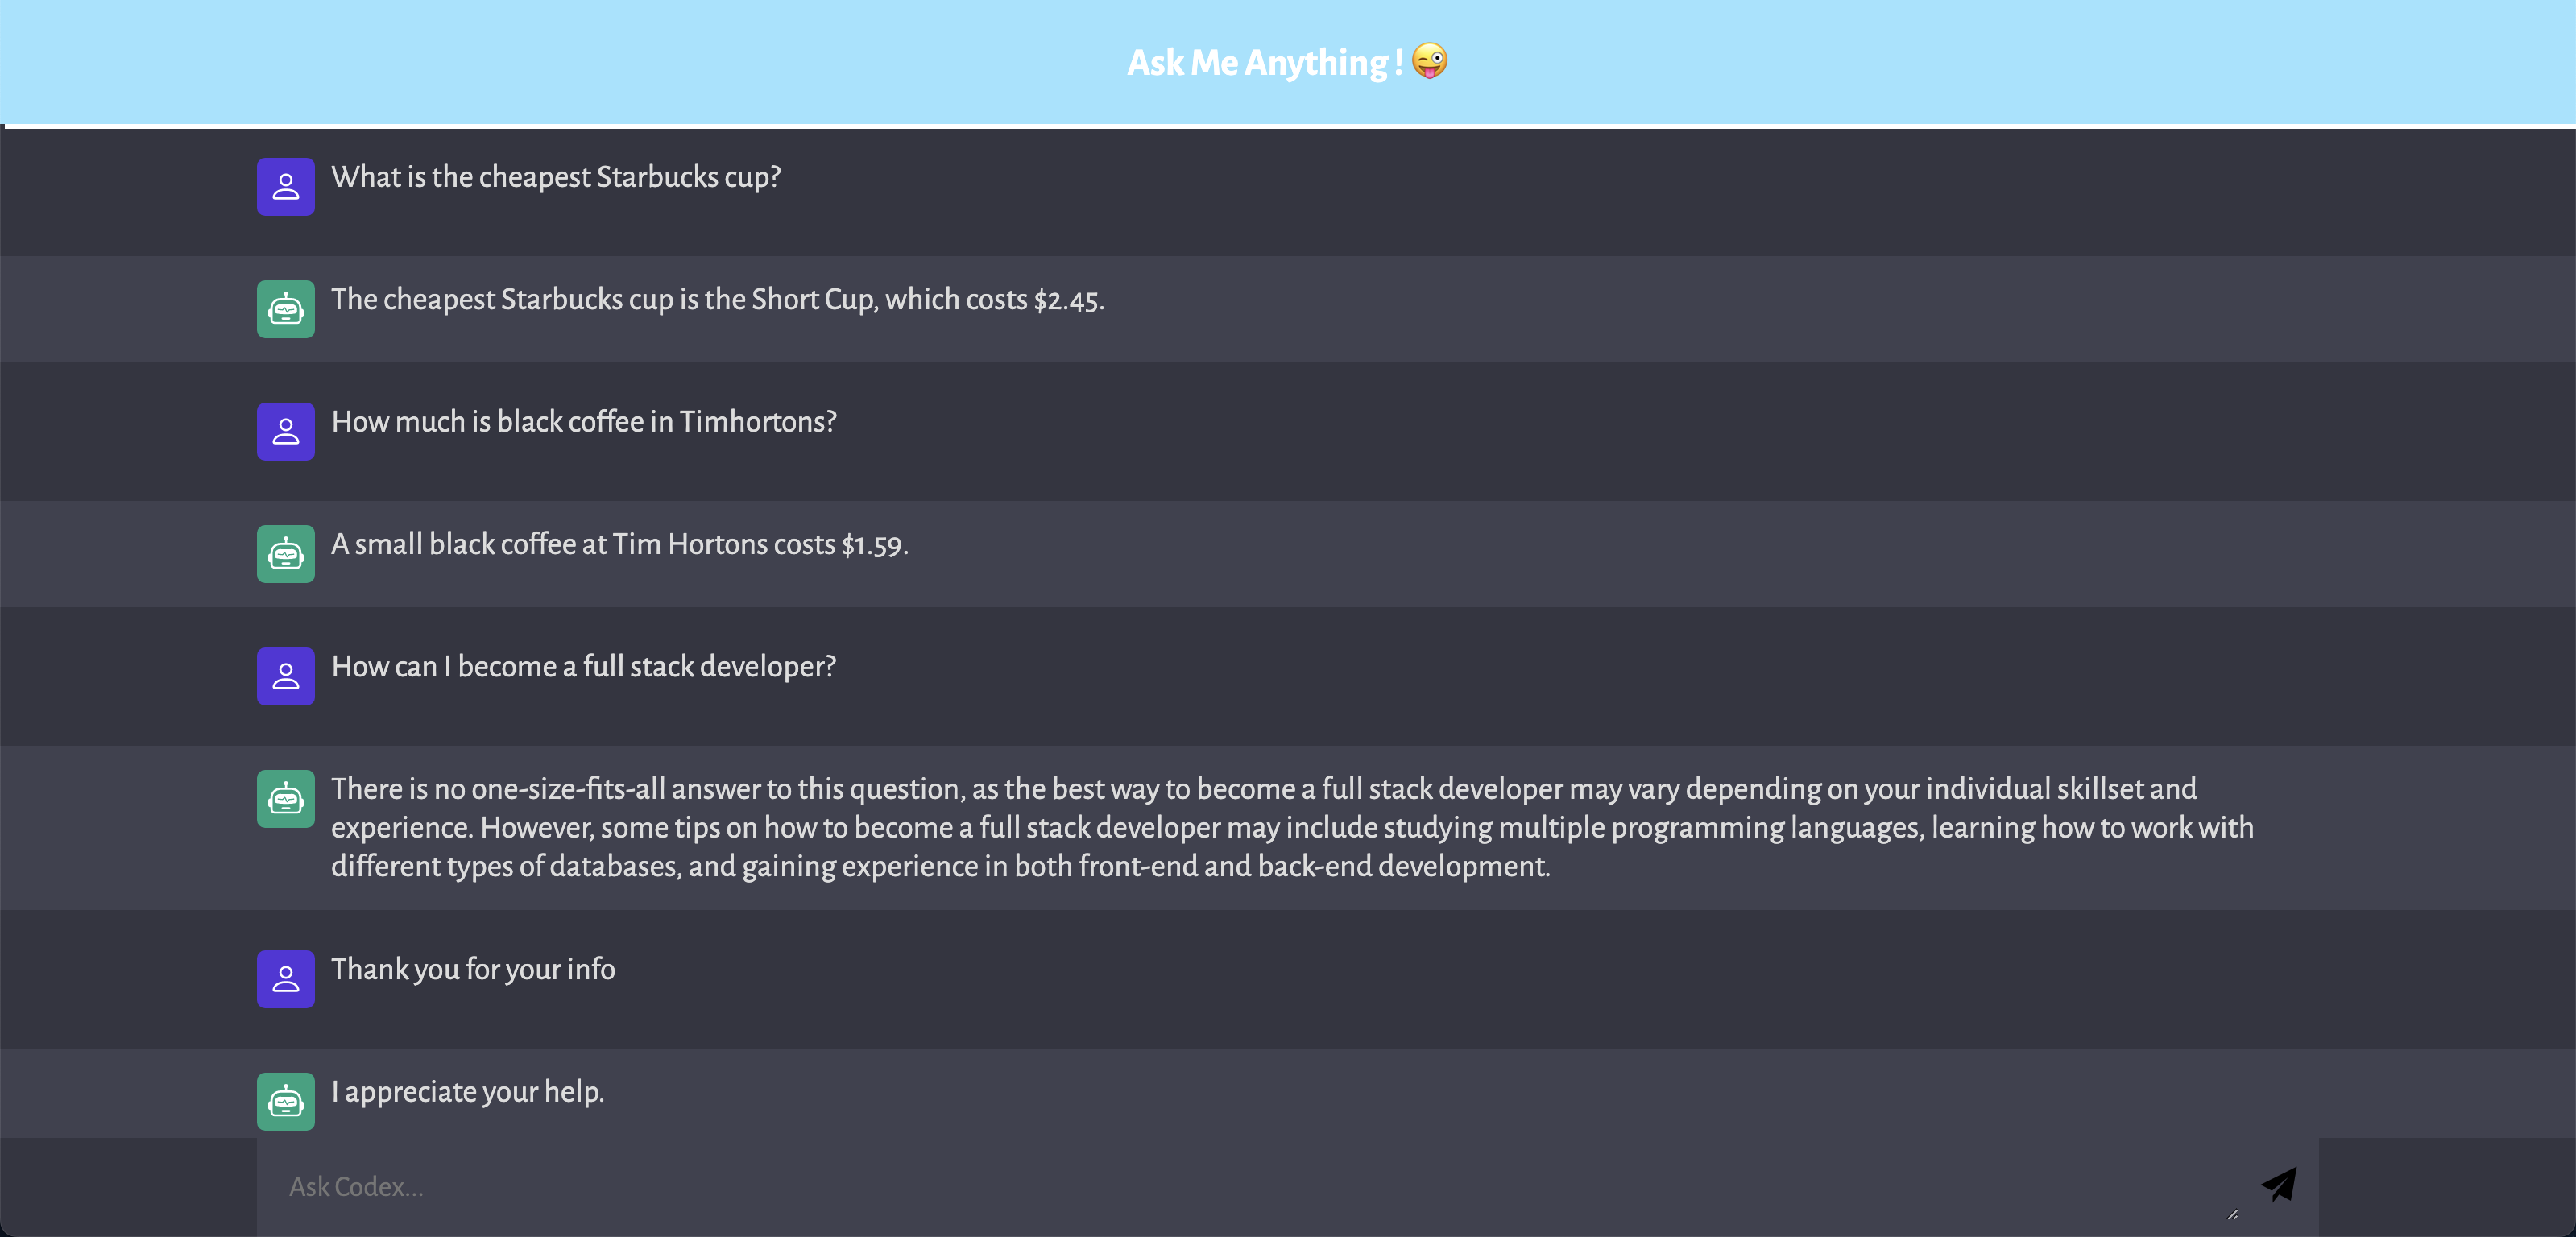 Ask Me Anything ! 😜
What is the cheapest Starbucks cup?
The cheapest Starbucks cup is the Short Cup, which costs $2.45.
How much is black coffee in Timhortons?
A small black coffee at Tim Hortons costs $1.59.
How can I become a full stack developer?
There is no one-size-fits-all answer to this question, as the best way to become a full stack developer may vary depending on your individual skillset and
experience. However, some tips on how to become a full stack developer may include studying multiple programming languages, learning how to work with
different types of databases, and gaining experience in both front-end and back-end development.
Thank you for your info
I appreciate your help.
Ask Codex...